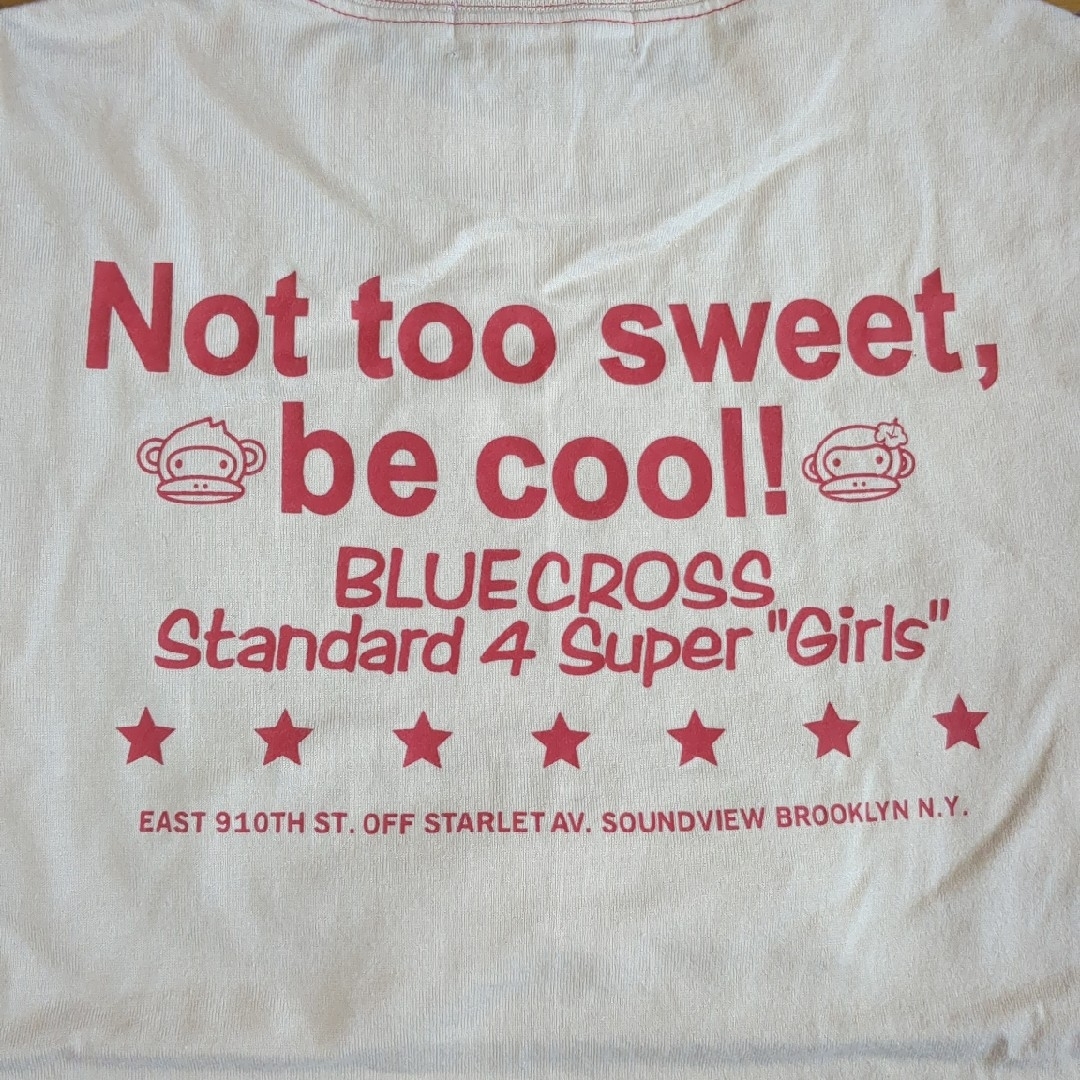 Not too sweet,
be cool!
BLUECROSS
Standard 4 Super "Girls"
EAST 910TH ST. OFF STARLET AV. SOUNDVIEW BROOKLYN N.Y.